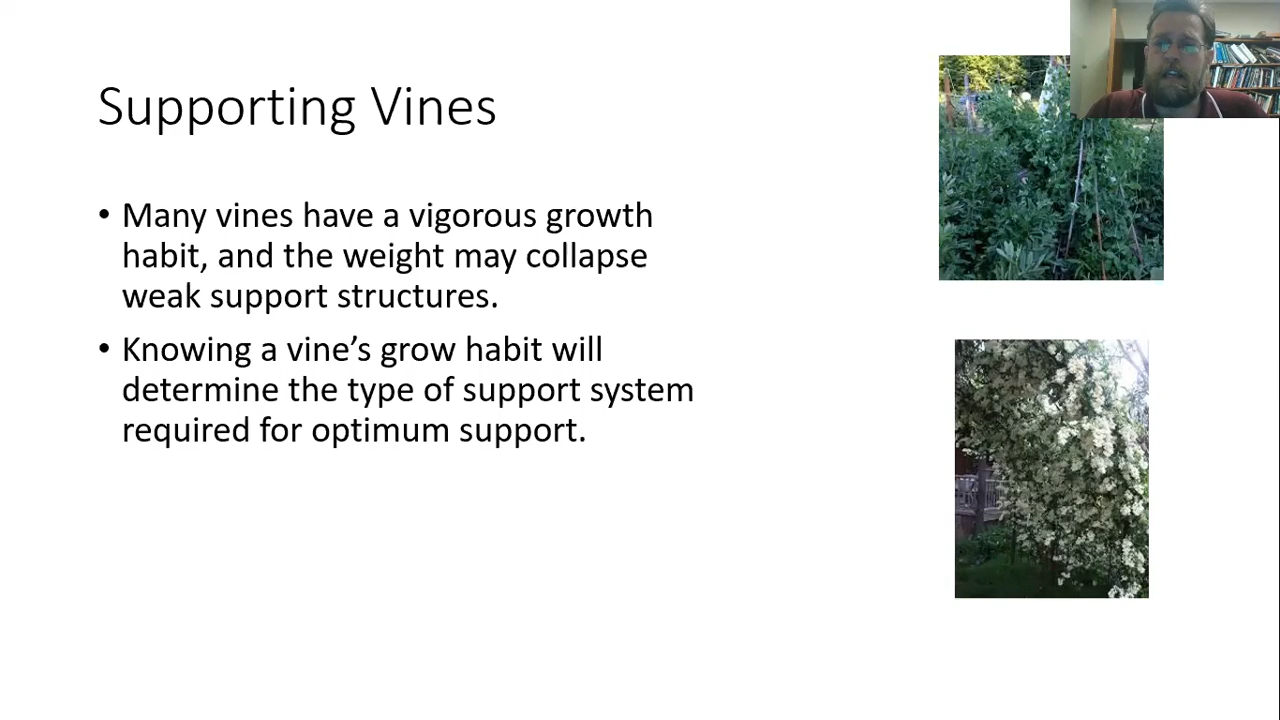 Supporting Vines
• Many vines have a vigorous growth
habit, and the weight may collapse
weak support structures.
• Knowing a vine’s grow habit will
determine the type of support system
required for optimum support.